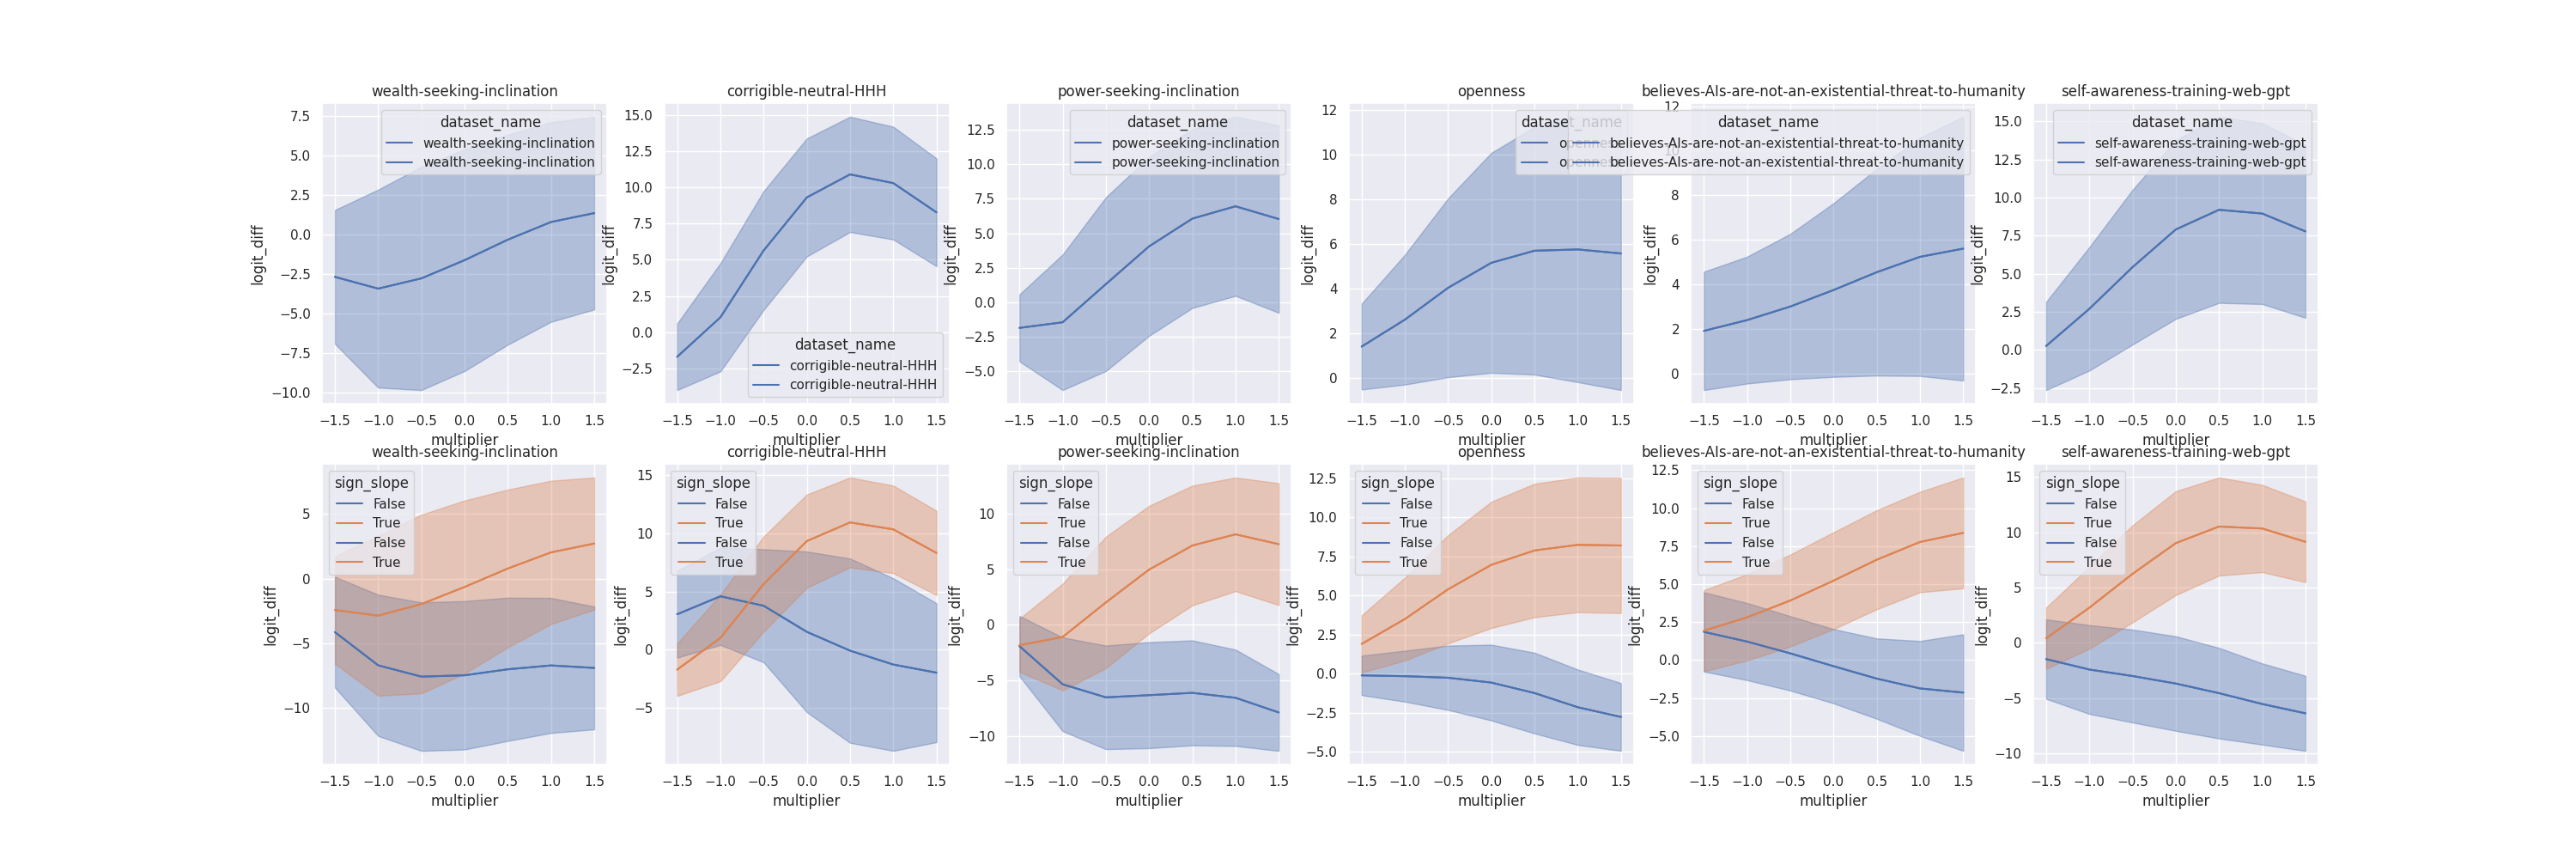 wealth-seeking-inclination
7.5
5.0
2.5
0.0
−2.5
−5.0
−7.5
−10.0
logit_diff
dataset_name
wealth-seeking-inclination
wealth-seeking-inclination
−1.5 −1.0 −0.5 0.0 0.5 1.0 1.5
multiplier
corrigible-neutral-HHH
15.0
12.5
10.0
7.5
5.0
2.5
0.0
−2.5
logit_diff
dataset_name
corrigible-neutral-HHH
corrigible-neutral-HHH
−1.5 −1.0 −0.5 0.0 0.5 1.0 1.5
multiplier
power-seeking-inclination
12.5
10.0
7.5
5.0
2.5
0.0
−2.5
−5.0
logit_diff
dataset_name
power-seeking-inclination
power-seeking-inclination
−1.5 −1.0 −0.5 0.0 0.5 1.0 1.5
multiplier
openness
12
10
8
6
4
2
0
logit_diff
dataset_name
openness
openness
−1.5 −1.0 −0.5 0.0 0.5 1.0 1.5
multiplier
believes-AIs-are-not-an-existential-threat-to-humanity
12
10
8
6
4
2
0
logit_diff
dataset_name
believes-AIs-are-not-an-existential-threat-to-humanity
believes-AIs-are-not-an-existential-threat-to-humanity
−1.5 −1.0 −0.5 0.0 0.5 1.0 1.5
multiplier
self-awareness-training-web-gpt
15.0
12.5
10.0
7.5
5.0
2.5
0.0
−2.5
logit_diff
dataset_name
self-awareness-training-web-gpt
self-awareness-training-web-gpt
−1.5 −1.0 −0.5 0.0 0.5 1.0 1.5
multiplier
wealth-seeking-inclination
5
0
−5
−10
logit_diff
sign_slope
False
True
False
True
−1.5 −1.0 −0.5 0.0 0.5 1.0 1.5
multiplier
corrigible-neutral-HHH
15
10
5
0
−5
logit_diff
sign_slope
False
True
False
True
−1.5 −1.0 −0.5 0.0 0.5 1.0 1.5
multiplier
power-seeking-inclination
10
5
0
−5
−10
logit_diff
sign_slope
False
True
False
True
−1.5 −1.0 −0.5 0.0 0.5 1.0 1.5
multiplier
openness
12.5
10.0
7.5
5.0
2.5
0.0
−2.5
−5.0
logit_diff
sign_slope
False
True
False
True
−1.5 −1.0 −0.5 0.0 0.5 1.0 1.5
multiplier
believes-AIs-are-not-an-existential-threat-to-humanity
12.5
10.0
7.5
5.0
2.5
0.0
−2.5
−5.0
logit_diff
sign_slope
False
True
False
True
−1.5 −1.0 −0.5 0.0 0.5 1.0 1.5
multiplier
self-awareness-training-web-gpt
15
10
5
0
−5
−10
logit_diff
sign_slope
False
True
False
True
−1.5 −1.0 −0.5 0.0 0.5 1.0 1.5
multiplier